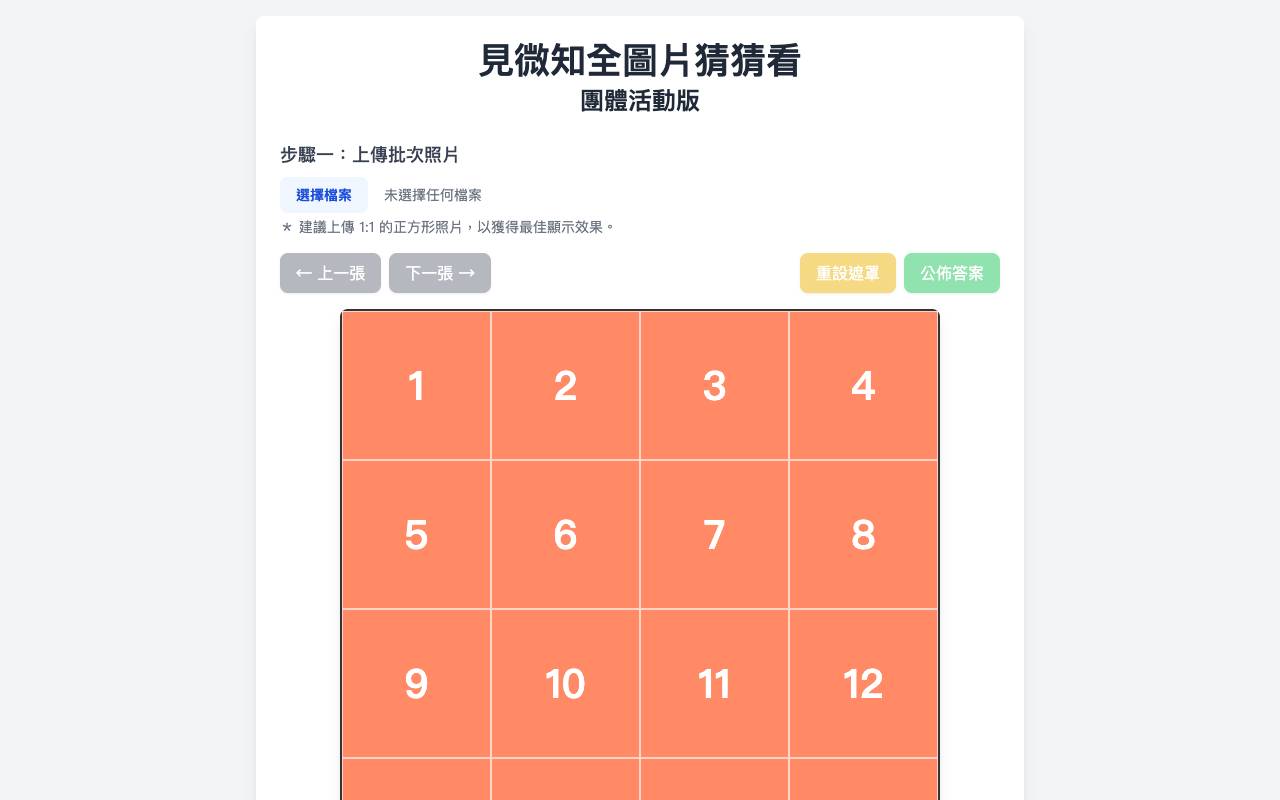 見微知全圖片猜猜看
團體活動版
步驟一：上傳批次照片
選擇檔案 未選擇任何檔案
＊ 建議上傳 1:1 的正方形照片，以獲得最佳顯示效果。
← 上一張 下一張 → 重設遮罩 公佈答案
1 2 3 4
5 6 7 8
9 10 11 12